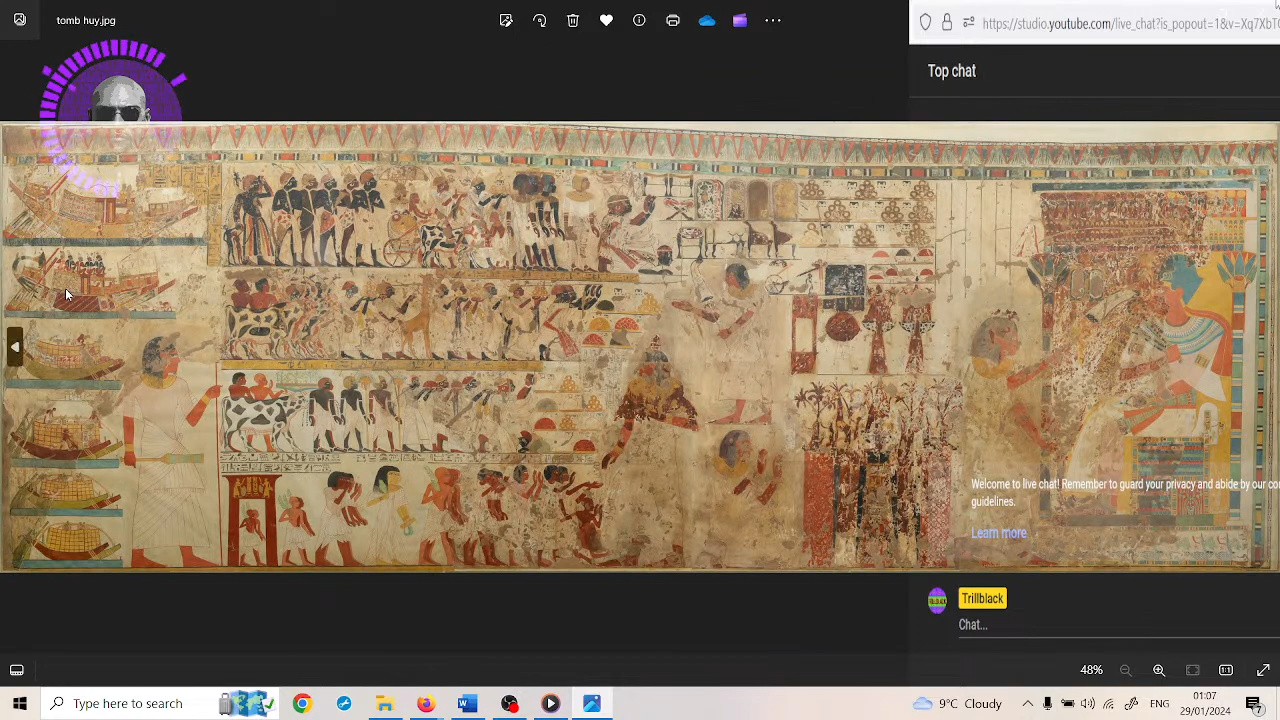 tomb huy.jpg
https://studio.youtube.com/live_chat?is_popout=1&v=Xq7XbT
Top chat
Welcome to live chat! Remember to guard your privacy and abide by our co
guidelines.
Learn more
Trillblack
Chat...
48%
Type here to search
9°C Cloudy
ENG
01:07
29/01/2024
7